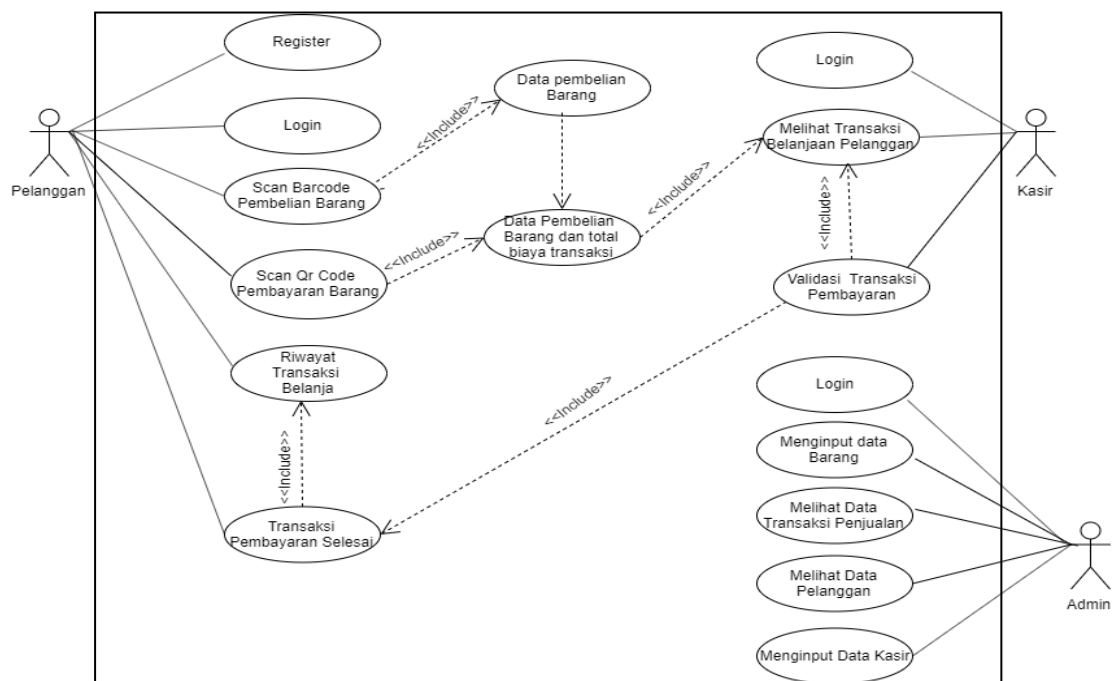 Register
Login
Scan Barcode
Pembelian Barang
Scan Qr Code
Pembayaran Barang
Riwayat
Transaksi
Belanja
<<Include>>
Transaksi
Pembayaran Selesai
Pelanggan
<<Include>>
Data pembelian
Barang
<<Include>>
Data Pembelian
Barang dan total
biaya transaksi
<<Include>>
<<Include>>
Login
Melihat Transaksi
Belanjaan Pelanggan
<<Include>>
Validasi Transaksi
Pembayaran
Kasir
Login
Menginput data
Barang
Melihat Data
Transaksi Penjualan
Melihat Data
Pelanggan
Menginput Data Kasir
Admin